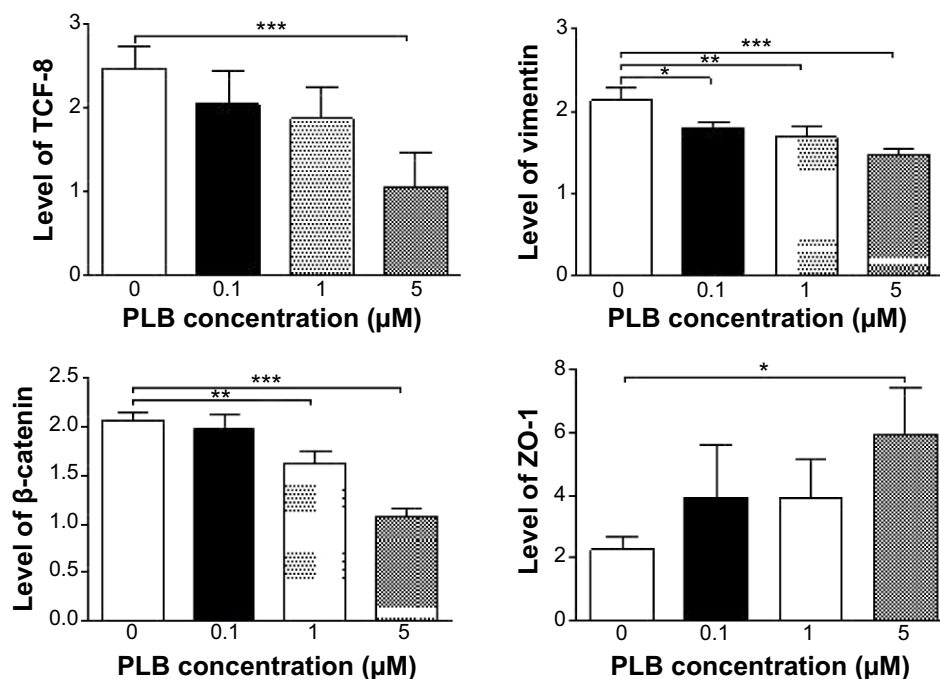 Level of TCF-8
3
2
1
0
***
0 0.1 1 5
PLB concentration (µM)
Level of vimentin
3
2
1
0
***
**
*
0 0.1 1 5
PLB concentration (µM)
Level of β-catenin
2.5
2.0
1.5
1.0
0.5
0.0
***
**
0 0.1 1 5
PLB concentration (µM)
Level of ZO-1
8
6
4
2
0
*
0 0.1 1 5
PLB concentration (µM)